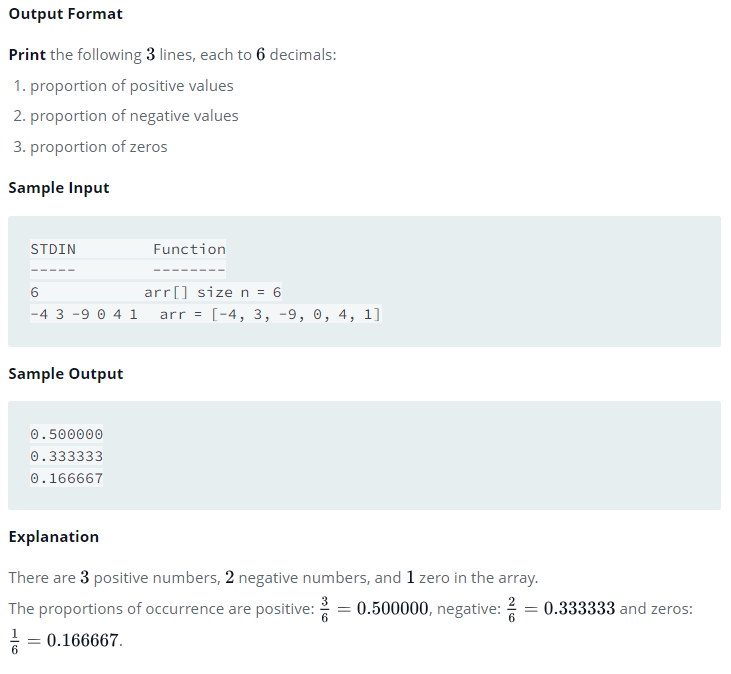 Output Format
Print the following 3 lines, each to 6 decimals:
1. proportion of positive values
2. proportion of negative values
3. proportion of zeros
Sample Input
STDIN Function
----- --------
6 arr[] size n = 6
-4 3 -9 0 4 1 arr = [-4, 3, -9, 0, 4, 1]
Sample Output
0.500000
0.333333
0.166667
Explanation
There are 3 positive numbers, 2 negative numbers, and 1 zero in the array.
The proportions of occurrence are positive: 3/6 = 0.500000, negative: 2/6 = 0.333333 and zeros:
1/6 = 0.166667.